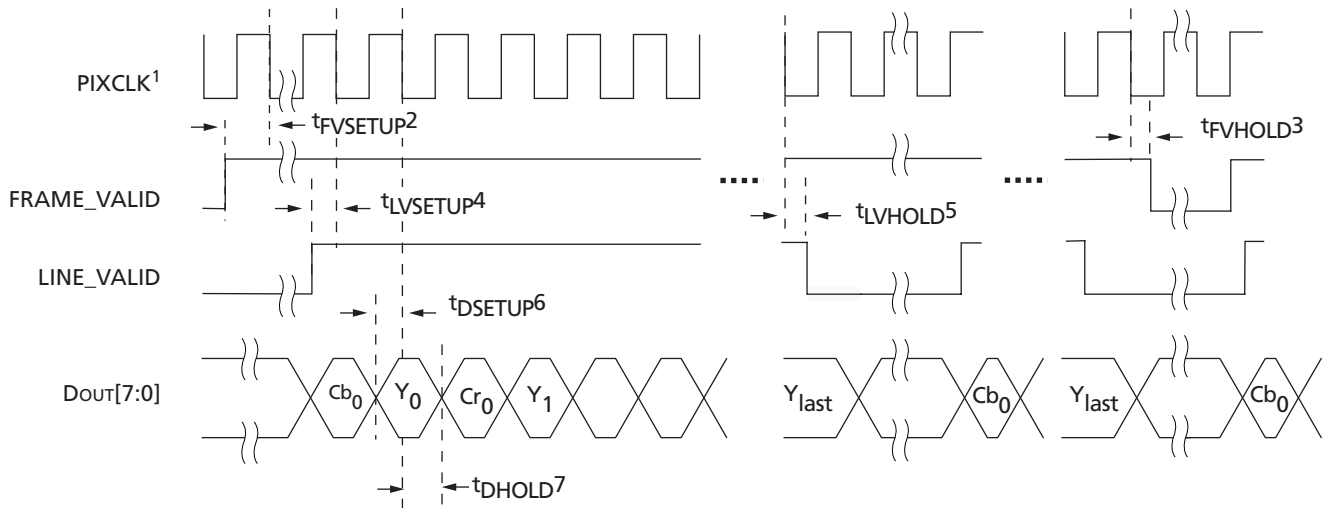 PIXCLK1
tFVSETUP2
tFVHOLD3
FRAME_VALID
tLVSETUP4
tLVHOLD5
LINE_VALID
tDSETUP6
DOUT[7:0]
Cb0 Y0 Cr0 Y1
Ylast Cb0
Ylast Cb0
tDHOLD7